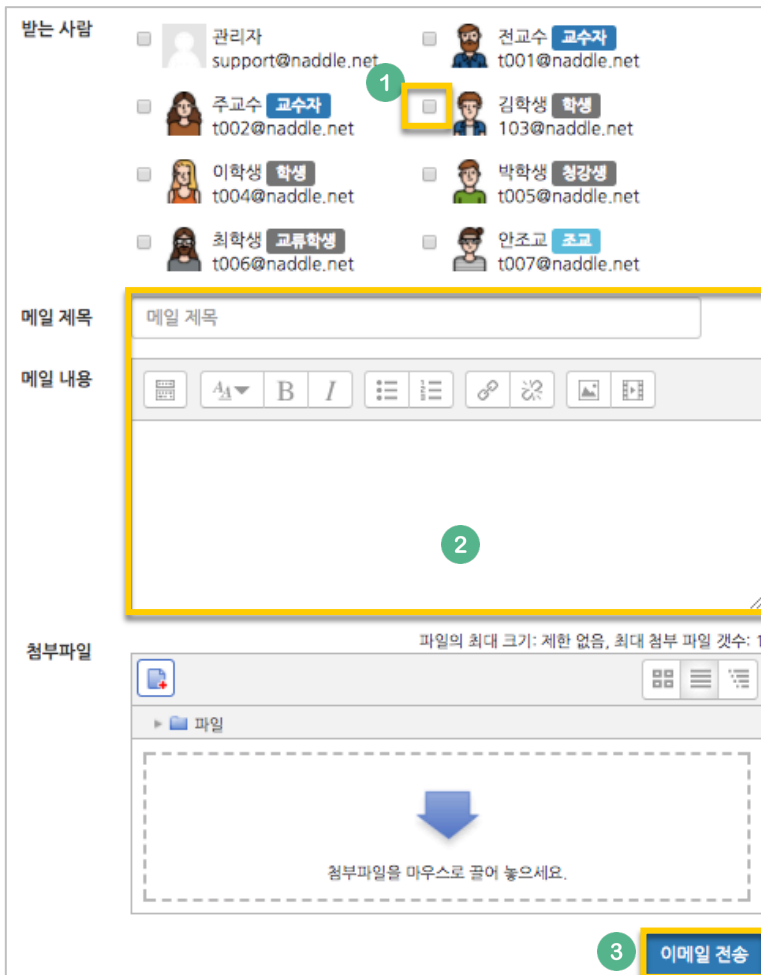 받는 사람
관리자
support@naddle.net
전교수 교수자
t001@naddle.net
1
주교수 교수자
t002@naddle.net
김학생 학생
103@naddle.net
이학생 학생
t004@naddle.net
박학생 청강생
t005@naddle.net
최학생 교류학생
t006@naddle.net
안조교 조교
t007@naddle.net
메일 제목
메일 제목
메일 내용
B I
2
파일의 최대 크기: 제한 없음, 최대 첨부 파일 갯수: 1
첨부파일
파일
첨부파일을 마우스로 끌어 놓으세요.
3 이메일 전송